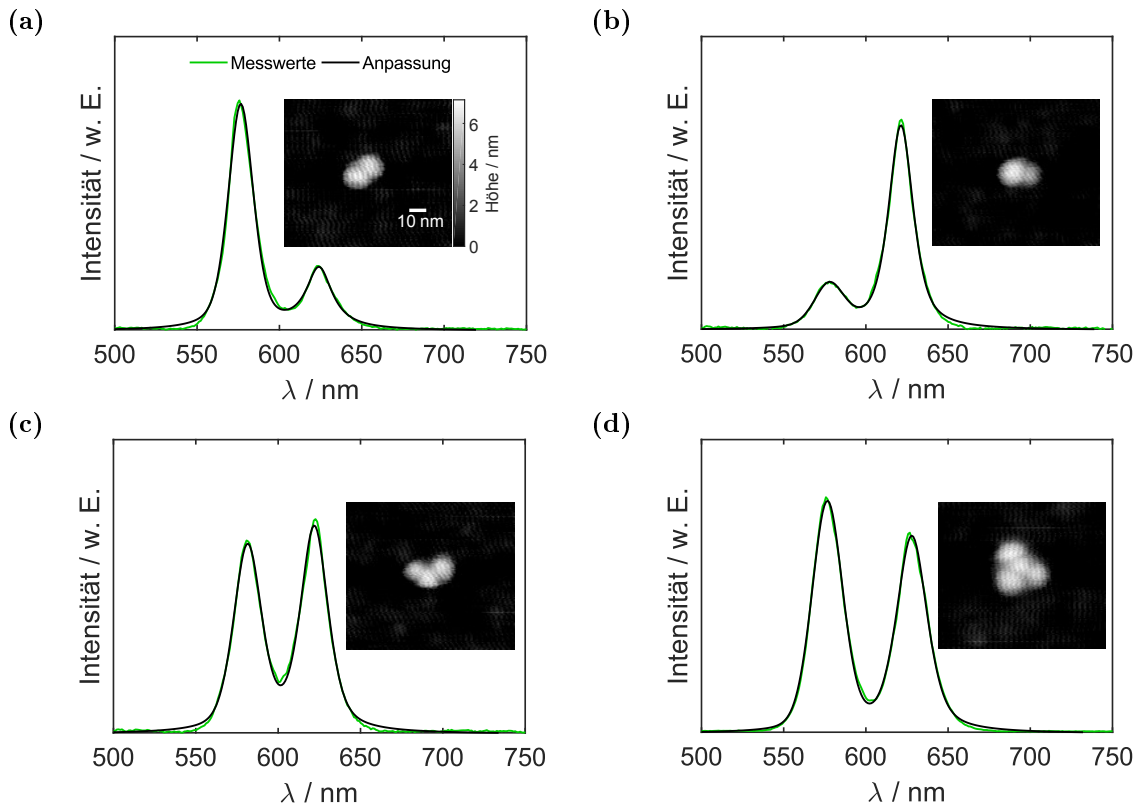 (a)
Intensität / w. E.
Messwerte
Anpassung
6
4
2
0
Höhe / nm
10 nm
500 550 600 650 700 750
λ / nm
(b)
Intensität / w. E.
500 550 600 650 700 750
λ / nm
(c)
Intensität / w. E.
500 550 600 650 700 750
λ / nm
(d)
Intensität / w. E.
500 550 600 650 700 750
λ / nm